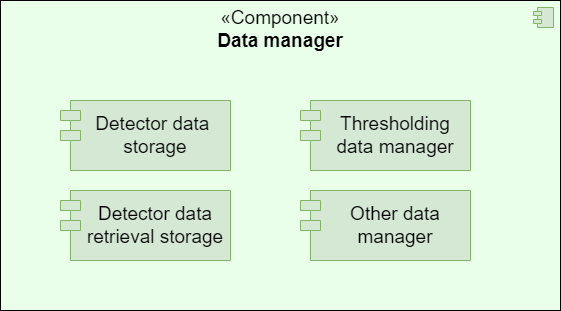 «Component»
Data manager
Detector data
storage
Thresholding
data manager
Detector data
retrieval storage
Other data
manager